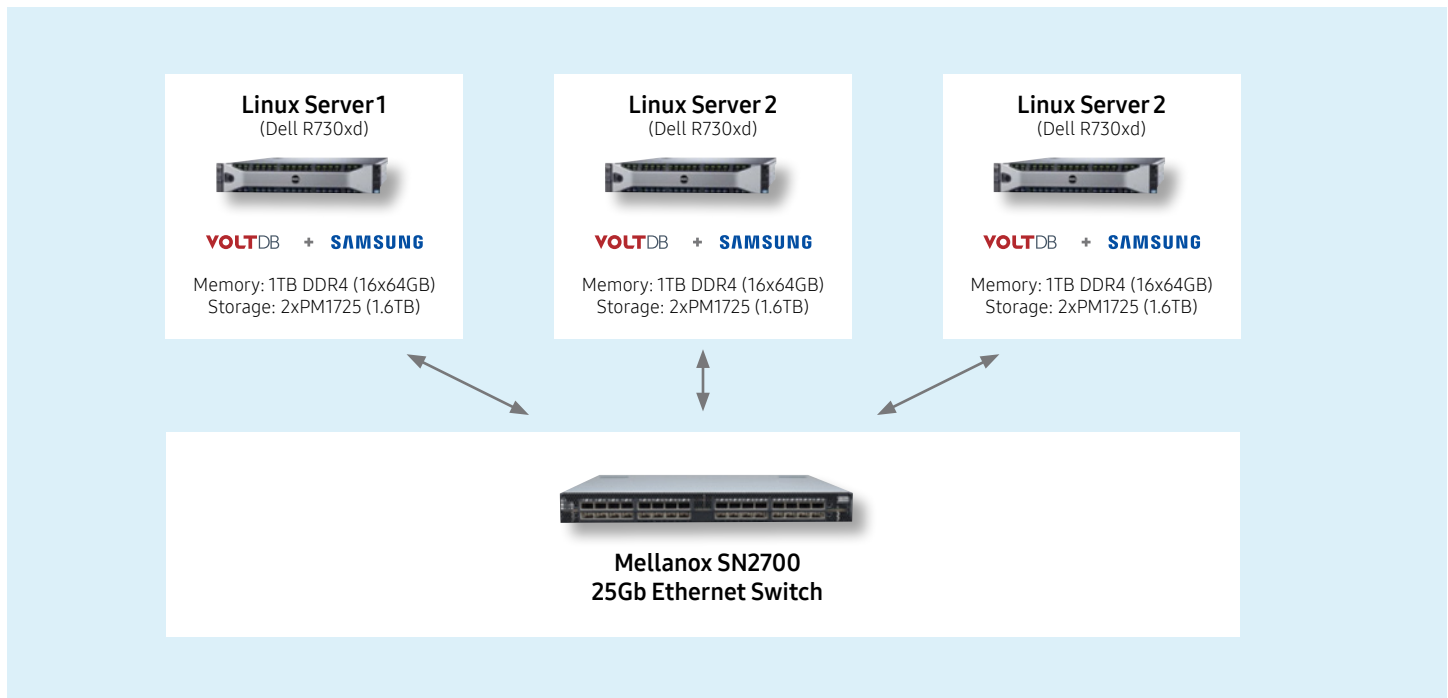 Linux Server 1
(Dell R730xd)
VOLTDB + SAMSUNG
Memory: 1TB DDR4 (16x64GB)
Storage: 2xPM1725 (1.6TB)
Linux Server 2
(Dell R730xd)
VOLTDB + SAMSUNG
Memory: 1TB DDR4 (16x64GB)
Storage: 2xPM1725 (1.6TB)
Linux Server 2
(Dell R730xd)
VOLTDB + SAMSUNG
Memory: 1TB DDR4 (16x64GB)
Storage: 2xPM1725 (1.6TB)
Mellanox SN2700
25Gb Ethernet Switch